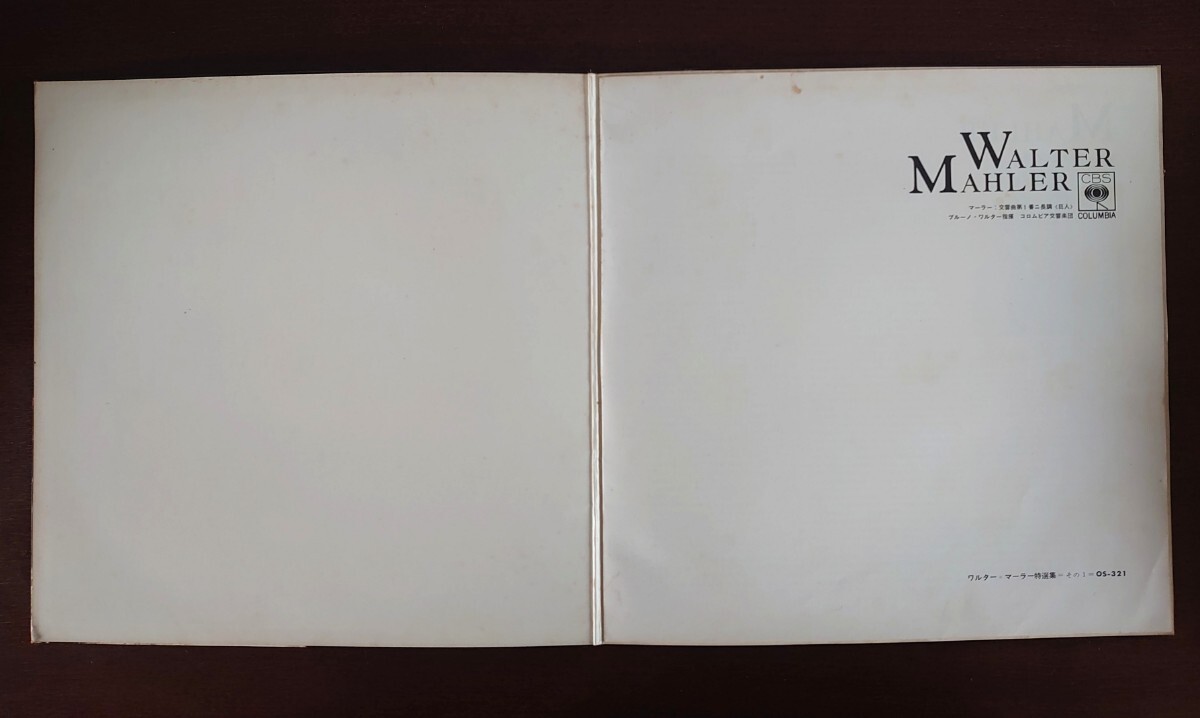 WALTER
MAHLER
CBS
COLUMBIA
マーラー：交響曲第1番ニ長調（巨人）
ブルーノ・ワルター指揮　コロムビア交響楽団
ワルター・マーラー特選集＝その1＝OS-321